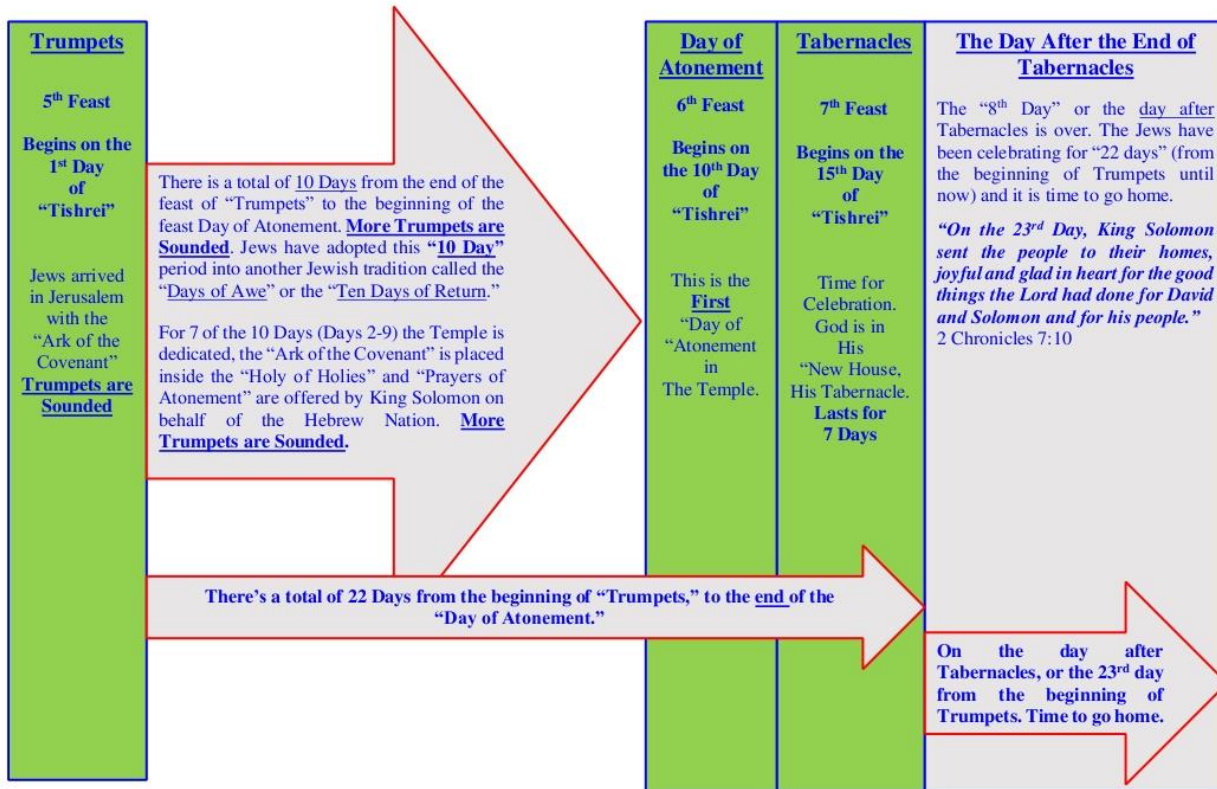 Trumpets
5th Feast
Begins on the
1st Day
of
“Tishrei”
Jews arrived
in Jerusalem
with the
“Ark of the
Covenant”
Trumpets are
Sounded
There is a total of 10 Days from the end of the
feast of “Trumpets” to the beginning of the
feast Day of Atonement. More Trumpets are
Sounded. Jews have adopted this “10 Day”
period into another Jewish tradition called the
“Days of Awe” or the “Ten Days of Return.”
For 7 of the 10 Days (Days 2-9) the Temple is
dedicated, the “Ark of the Covenant” is placed
inside the “Holy of Holies” and “Prayers of
Atonement” are offered by King Solomon on
behalf of the Hebrew Nation. More
Trumpets are Sounded.
Day of
Atonement
6th Feast
Begins on
the 10th Day
of
“Tishrei”
This is the
First
“Day of
“Atonement
in
The Temple.
Tabernacles
7th Feast
Begins on the
15th Day
of
“Tishrei”
Time for
Celebration.
God is in
His
“New House,
His Tabernacle.
Lasts for
7 Days
The Day After the End of
Tabernacles
The “8th Day” or the day after
Tabernacles is over. The Jews have
been celebrating for “22 days” (from
the beginning of Trumpets until
now) and it is time to go home.
“On the 23rd Day, King Solomon
sent the people to their homes,
joyful and glad in heart for the good
things the Lord had done for David
and Solomon and for his people.”
2 Chronicles 7:10
There’s a total of 22 Days from the beginning of “Trumpets,” to the end of the
“Day of Atonement.”
On the day after
Tabernacles, or the 23rd day
from the beginning of
Trumpets. Time to go home.